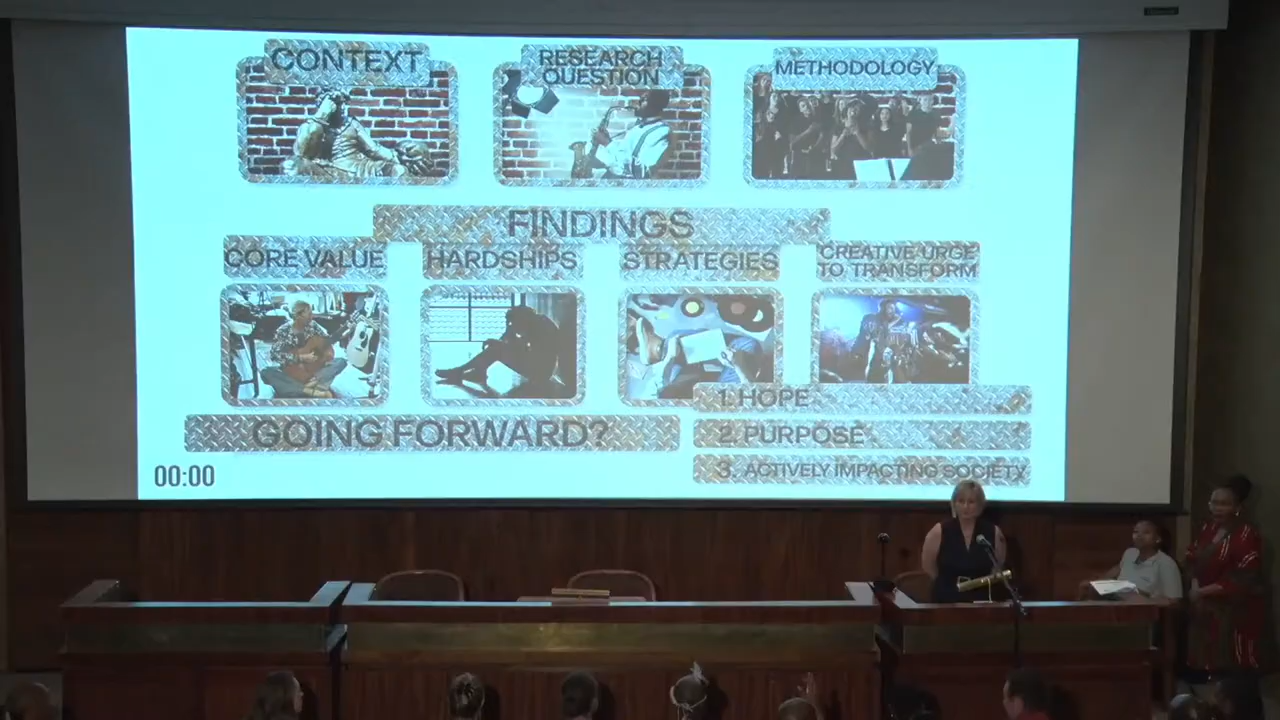 CONTEXT
RESEARCH
QUESTION
METHODOLOGY
FINDINGS
CORE VALUE
HARDSHIPS
STRATEGIES
CREATIVE URGE
TO TRANSFORM
1. HOPE
GOING FORWARD?
2. PURPOSE
3. ACTIVELY IMPACTING SOCIETY
00:00